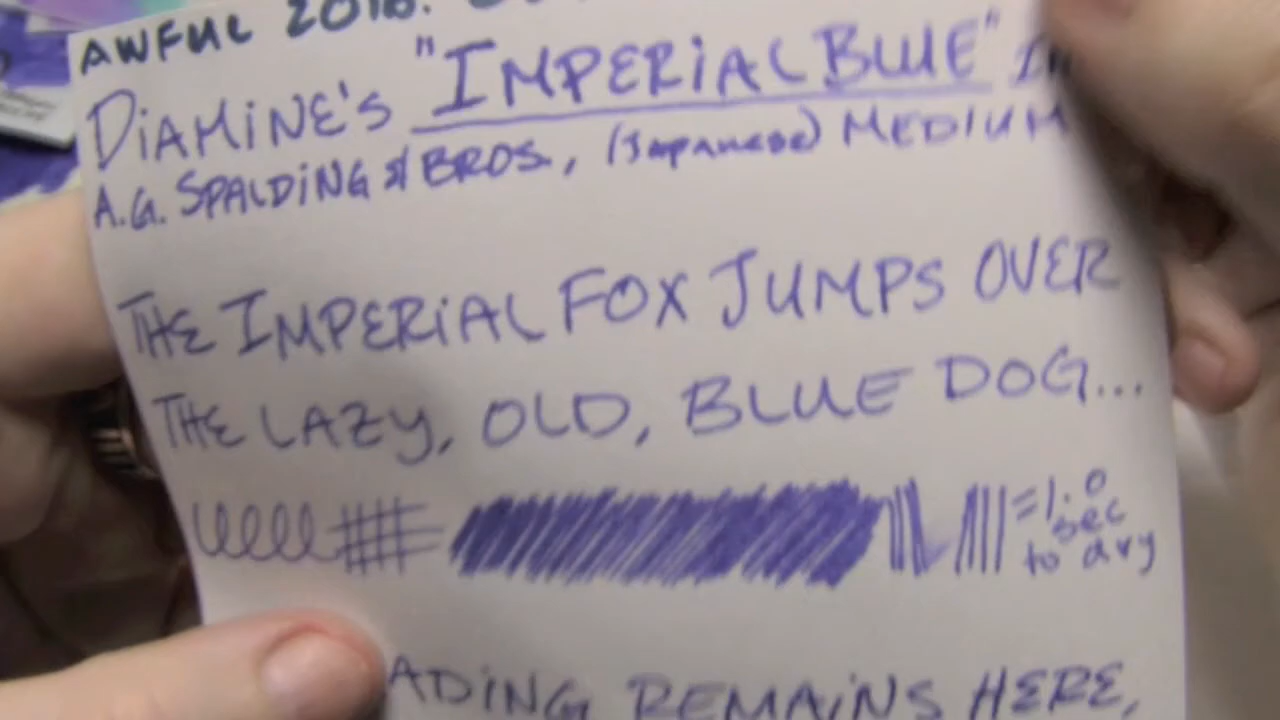 AWFUL 2016.
DIAMINE'S "IMPERIAL BLUE"
A.G. SPALDING & BROS., (Japanese) MEDIUM
THE IMPERIAL FOX JUMPS OVER
THE LAZY, OLD, BLUE DOG...
=1.0
sec
to dry
ADING REMAINS HERE,